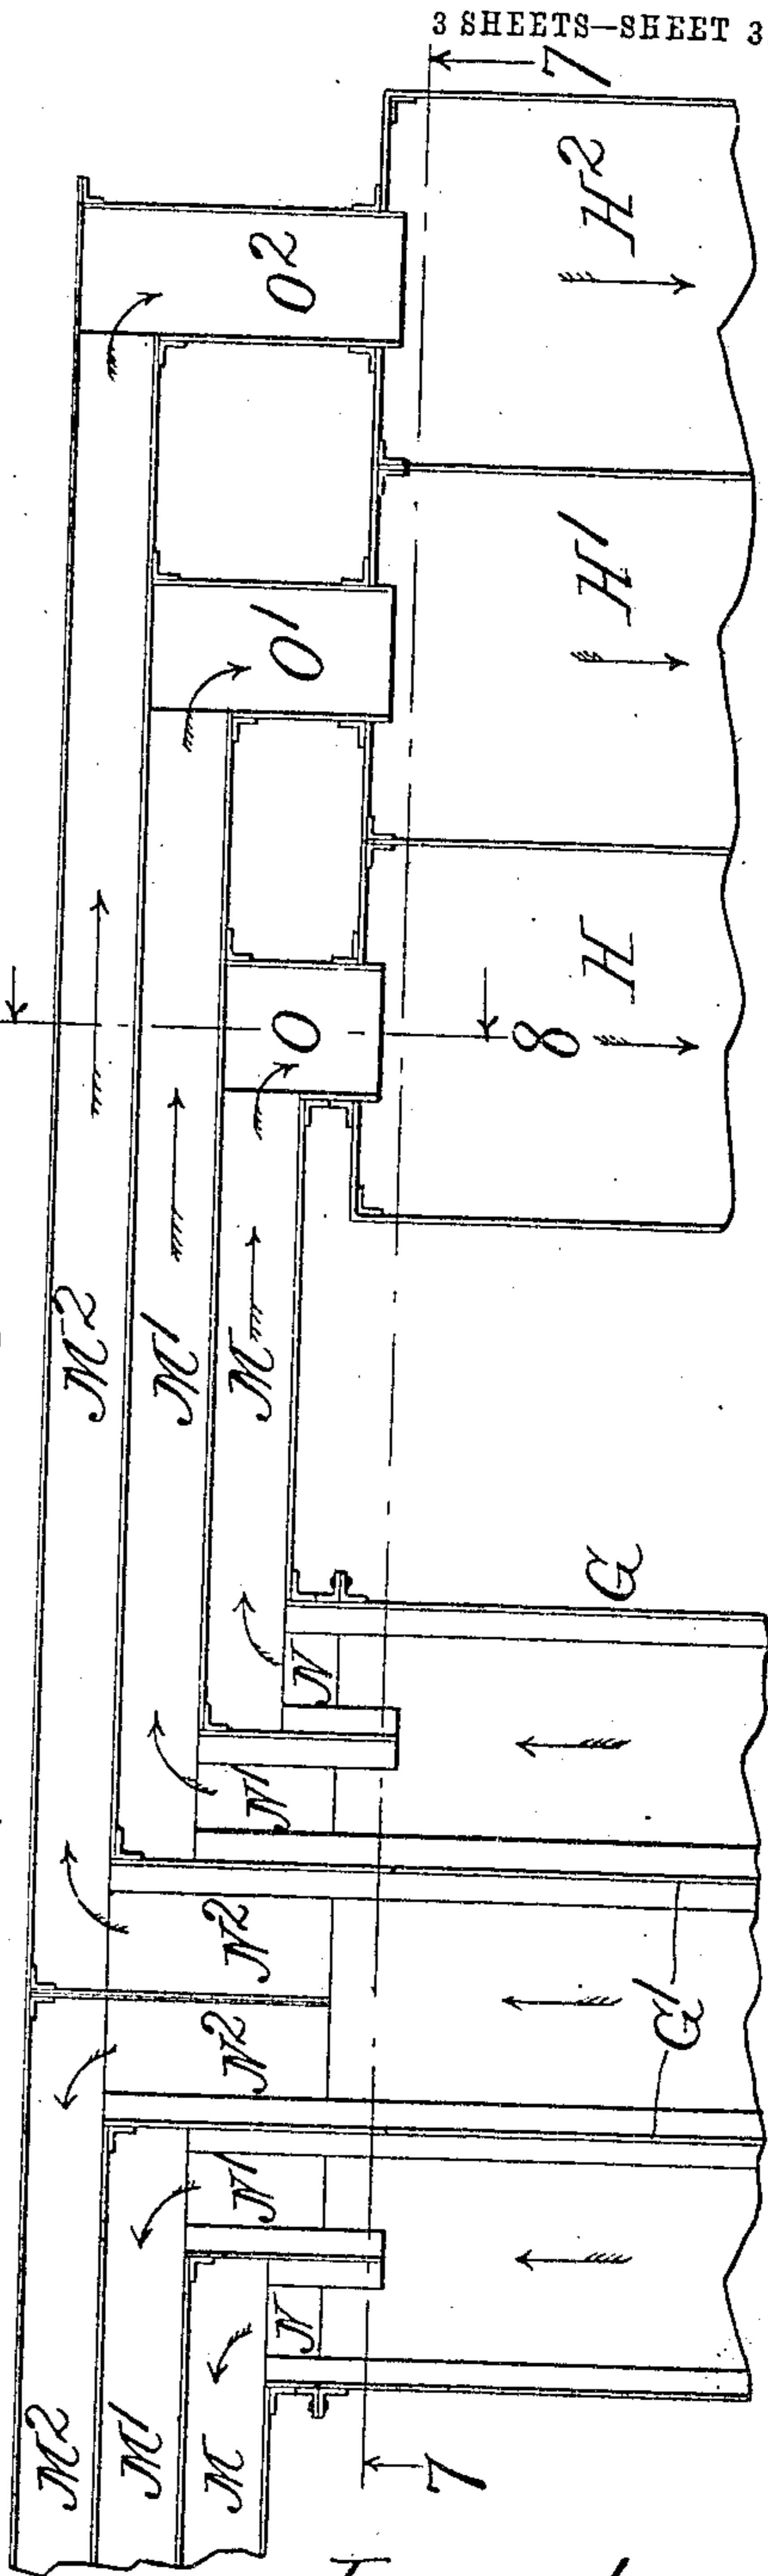 3 SHEETS—SHEET 3
7
H²
O²
H¹
O¹
H
O
8
M²
M¹
M
G
N
N¹
N²
G¹
N²
N¹
N
M²
M¹
M
7